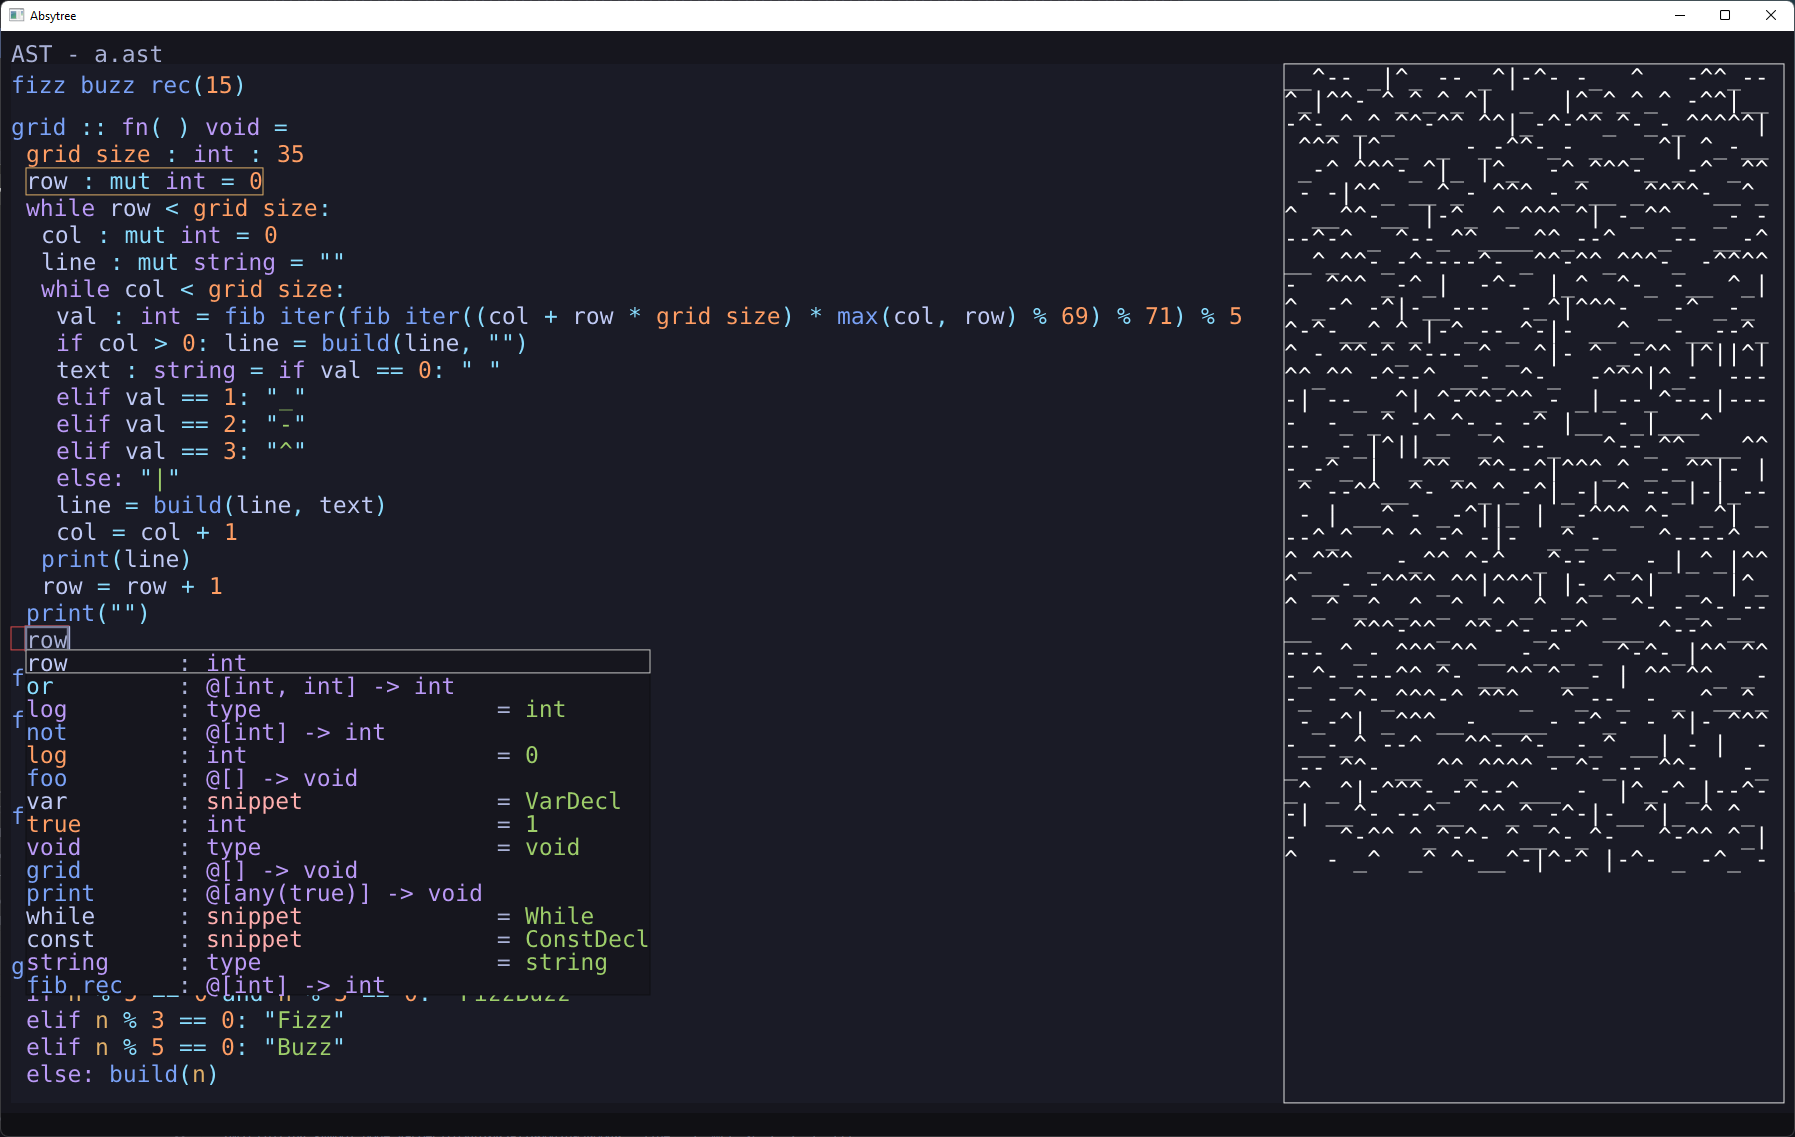 Absytree
AST - a.ast
fizz buzz rec(15)
grid :: fn( ) void =
grid size : int : 35
row : mut int = 0
while row < grid size:
col : mut int = 0
line : mut string = ""
while col < grid size:
val : int = fib iter(fib iter((col + row * grid size) * max(col, row) % 69) % 71) % 5
if col > 0: line = build(line, "")
text : string = if val == 0: " "
elif val == 1: "_"
elif val == 2: "-"
elif val == 3: "^"
else: "|"
line = build(line, text)
col = col + 1
print(line)
row = row + 1
print("")
row
row : int
or : @[int, int] -> int
log : type = int
not : @[int] -> int
log : int = 0
foo : @[] -> void
var : snippet = VarDecl
true : int = 1
void : type = void
grid : @[] -> void
print : @[any(true)] -> void
while : snippet = While
const : snippet = ConstDecl
string : type = string
fib rec : @[int] -> int
f
f
f
g
elif n % 3 == 0: "Fizz"
elif n % 5 == 0: "Buzz"
else: build(n)